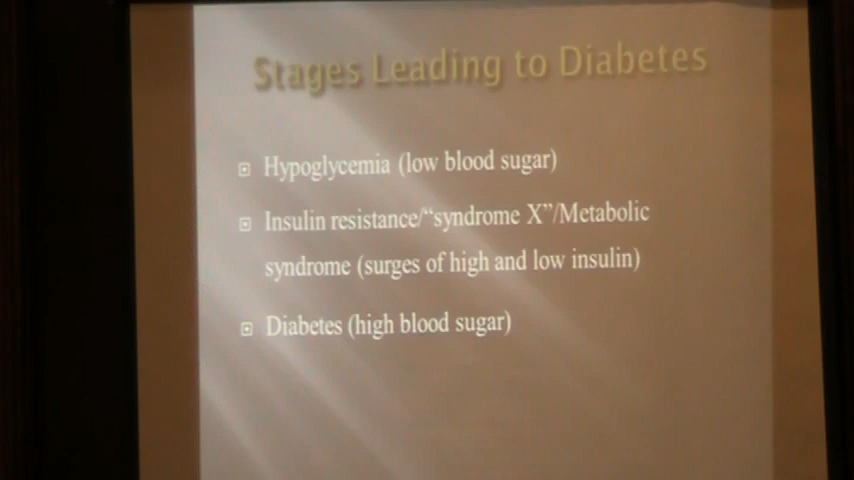 Stages Leading to Diabetes
Hypoglycemia (low blood sugar)
Insulin resistance/“syndrome X”/Metabolic
syndrome (surges of high and low insulin)
Diabetes (high blood sugar)